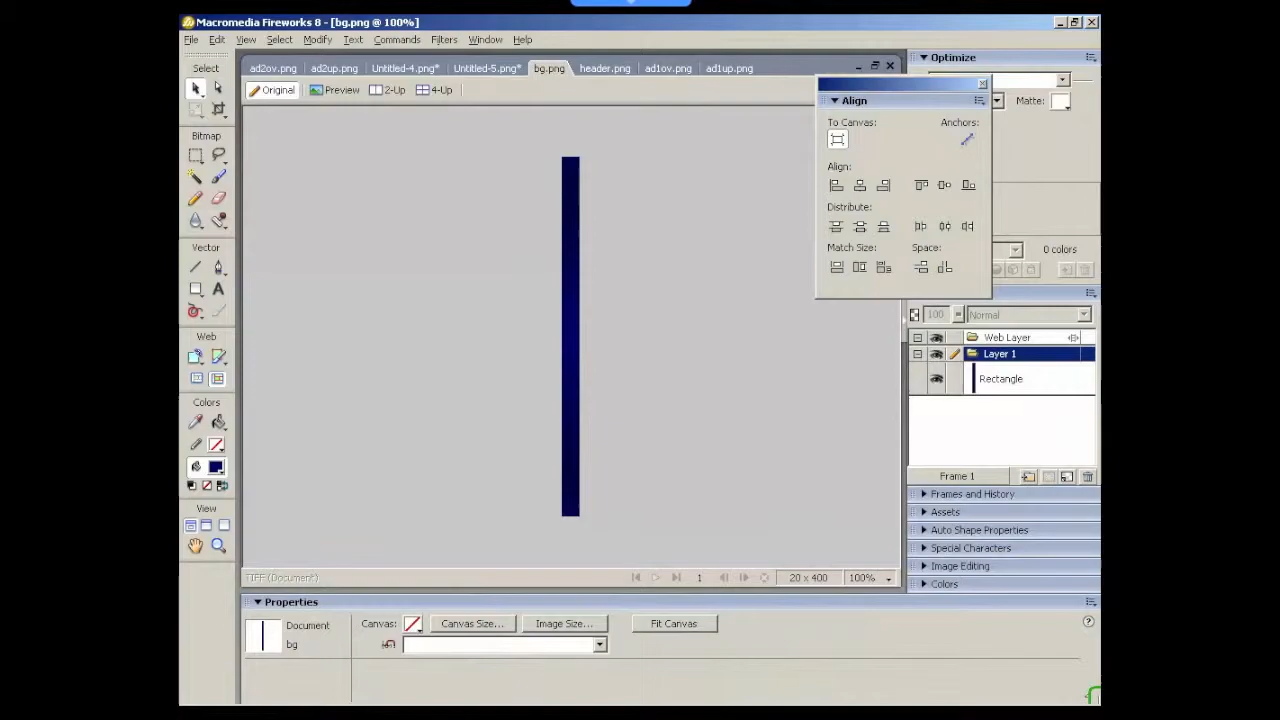 Macromedia Fireworks 8 - [bg.png @ 100%]
File Edit View Select Modify Text Commands Filters Window Help
Select
ad2ov.png ad2up.png Untitled-4.png* Untitled-5.png* bg.png header.png ad1ov.png ad1up.png
Optimize
Original Preview 2-Up 4-Up
Matte:
Align
To Canvas: Anchors:
Align:
Distribute:
Match Size: Space:
Bitmap
Vector
A
Web
Colors
View
0 colors
100 Normal
Web Layer
Layer 1
Rectangle
Frame 1
Frames and History
Assets
Auto Shape Properties
Special Characters
Image Editing
Colors
TIFF (Document) 1 20 x 400 100%
Properties
Document
bg
Canvas: Canvas Size... Image Size... Fit Canvas
?